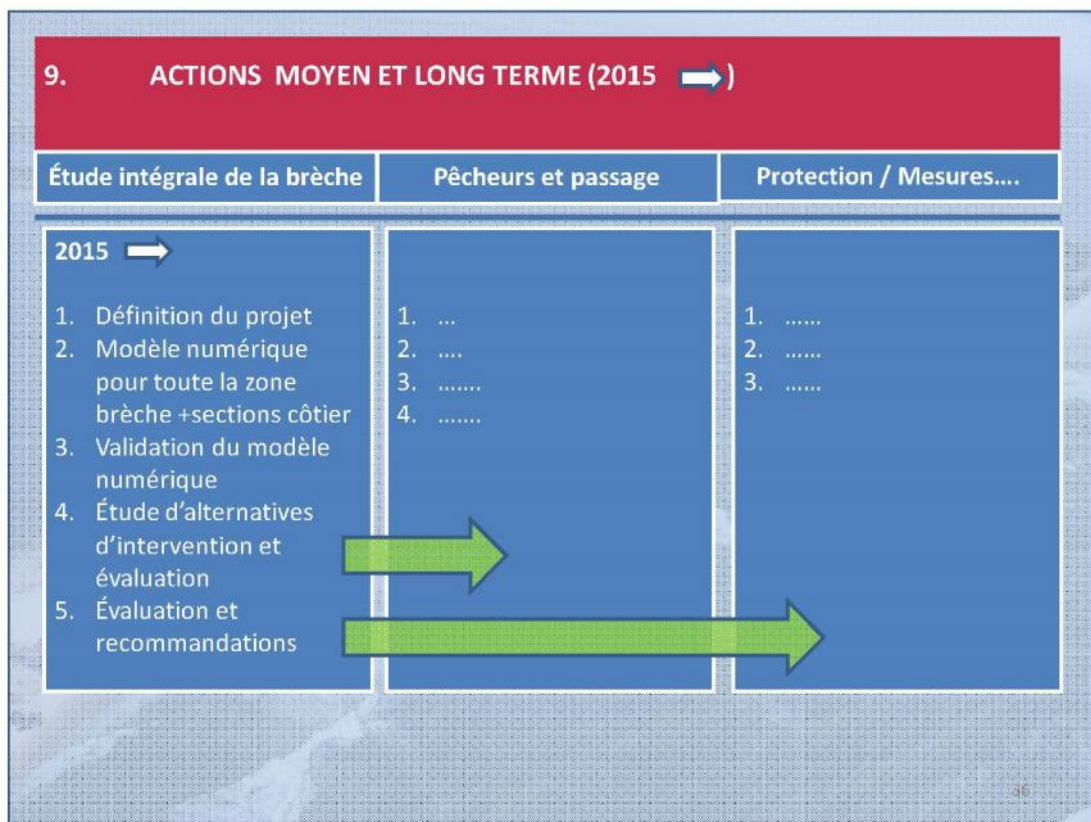 9. ACTIONS MOYEN ET LONG TERME (2015 )
Étude intégrale de la brèche
Pêcheurs et passage
Protection / Mesures....
2015
1. Définition du projet
2. Modèle numérique
pour toute la zone
brèche +sections côtier
3. Validation du modèle
numérique
4. Étude d'alternatives
d'intervention et
évaluation
5. Évaluation et
recommandations
1. ...
2. ....
3. .......
4. .......
1. ......
2. ......
3. ......
36